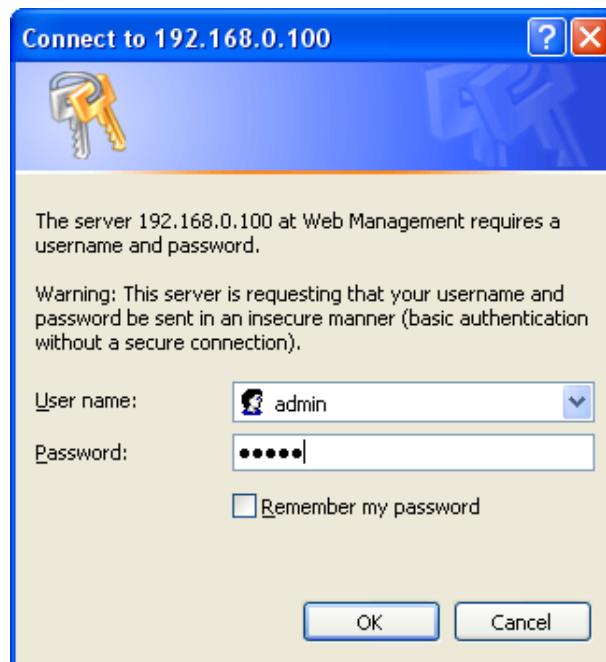 Connect to 192.168.0.100
The server 192.168.0.100 at Web Management requires a
username and password.
Warning: This server is requesting that your username and
password be sent in an insecure manner (basic authentication
without a secure connection).
User name:
admin
Password:
●●●●●
Remember my password
OK
Cancel